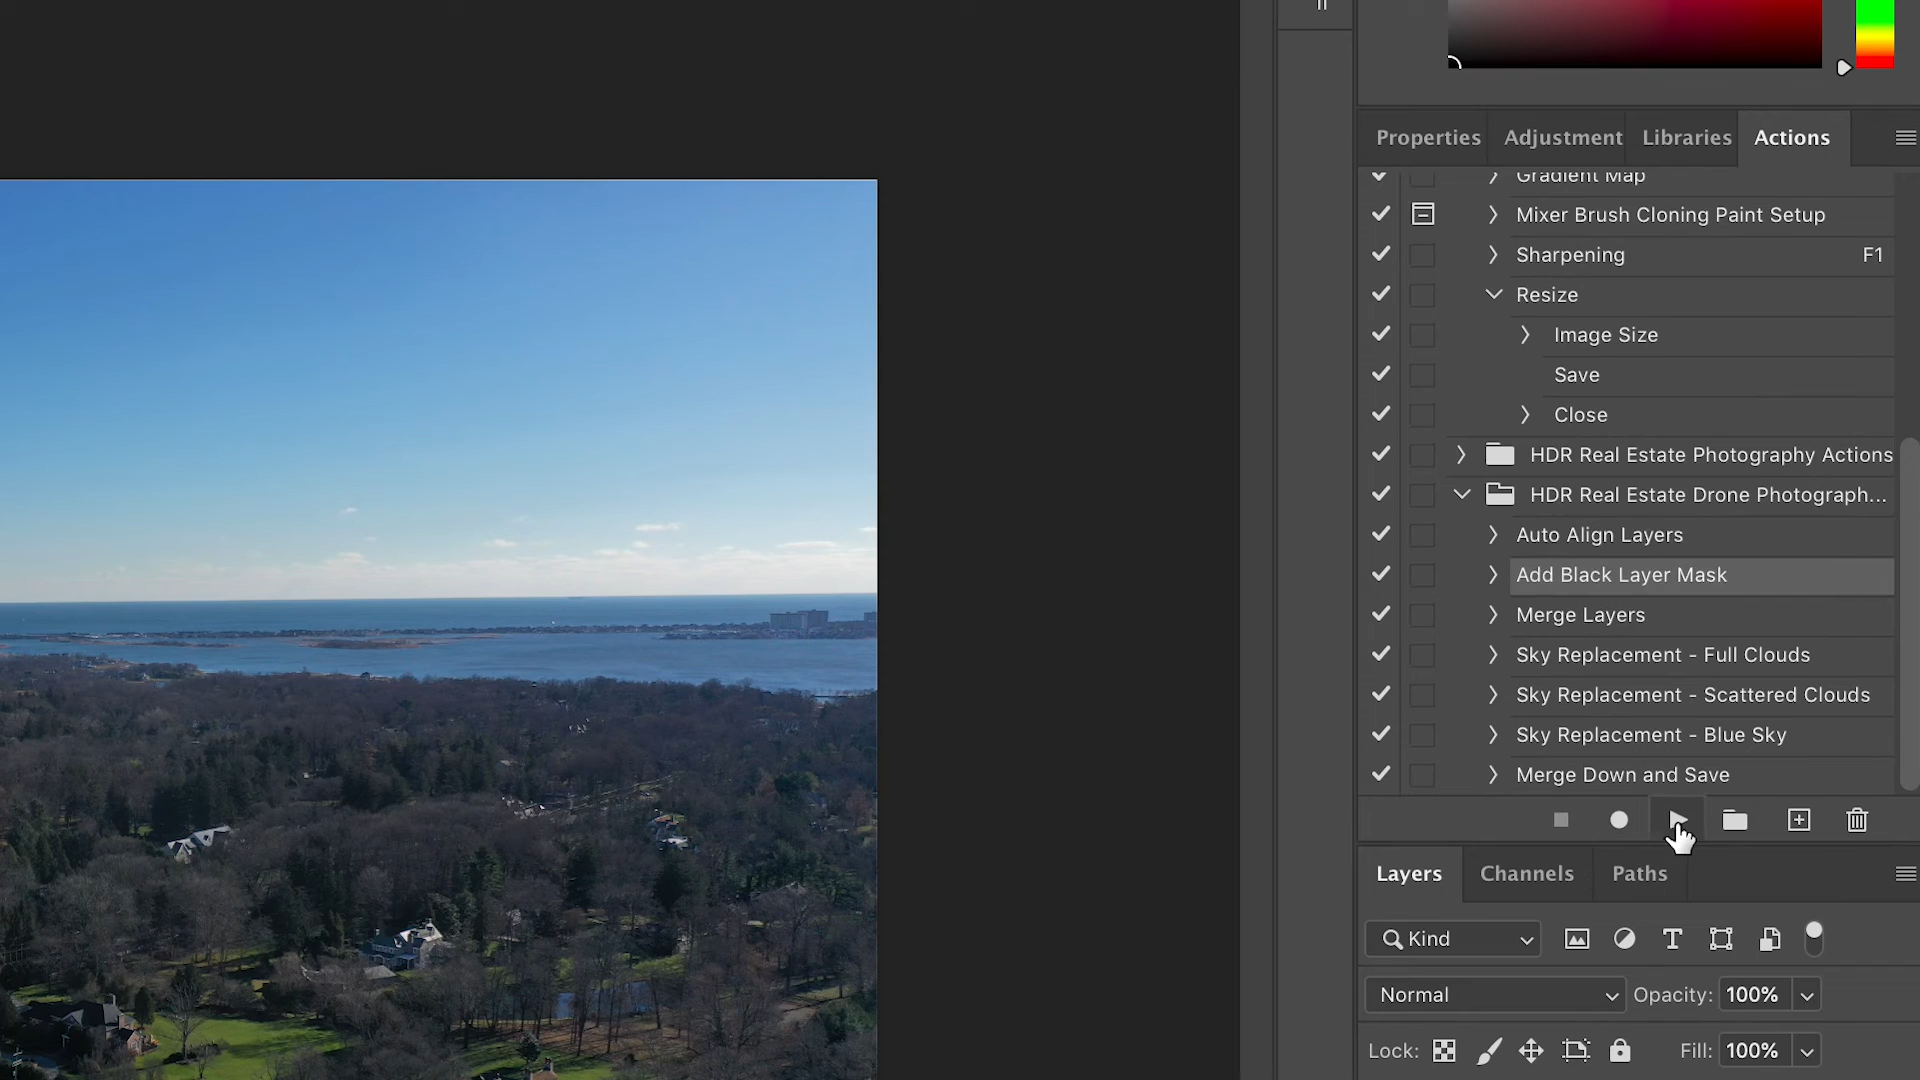 Properties Adjustment Libraries Actions
Gradient Map
Mixer Brush Cloning Paint Setup
Sharpening F1
Resize
Image Size
Save
Close
HDR Real Estate Photography Actions
HDR Real Estate Drone Photograph...
Auto Align Layers
Add Black Layer Mask
Merge Layers
Sky Replacement - Full Clouds
Sky Replacement - Scattered Clouds
Sky Replacement - Blue Sky
Merge Down and Save
Layers Channels Paths
Kind
Normal Opacity: 100%
Lock: Fill: 100%